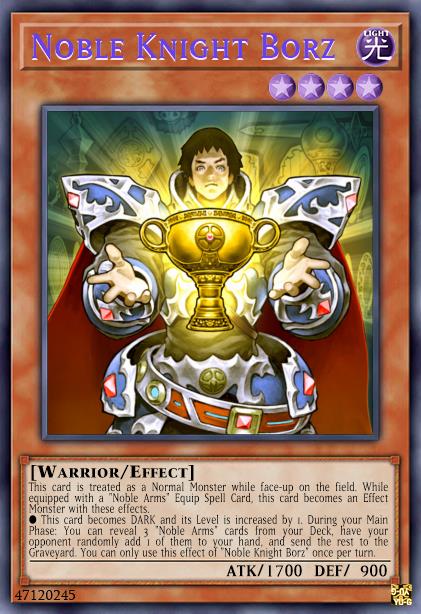 NOBLE KNIGHT BORZ
LIGHT
光
[WARRIOR/EFFECT]
This card is treated as a Normal Monster while face-up on the field. While
equipped with a "Noble Arms" Equip Spell Card, this card becomes an Effect
Monster with these effects.
● This card becomes DARK and its Level is increased by 1. During your Main
Phase: You can reveal 3 "Noble Arms" cards from your Deck, have your
opponent randomly add 1 of them to your hand, and send the rest to the
Graveyard. You can only use this effect of "Noble Knight Borz" once per turn.
ATK/1700 DEF/ 900
47120245